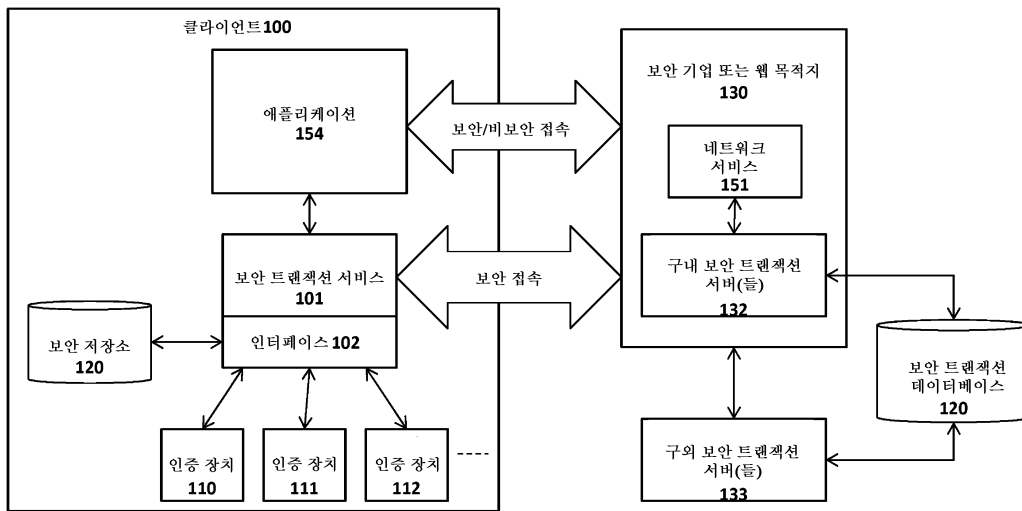 클라이언트100
애플리케이션
154
보안/비보안 접속
보안 기업 또는 웹 목적지
130
네트워크
서비스
151
보안 트랜잭션 서비스
101
보안 접속
구내 보안 트랜잭션
서버(들)
132
인터페이스 102
보안 저장소
120
보안 트랜잭션
데이터베이스
120
인증 장치
110
인증 장치
111
인증 장치
112
구외 보안 트랜잭션
서버(들)
133